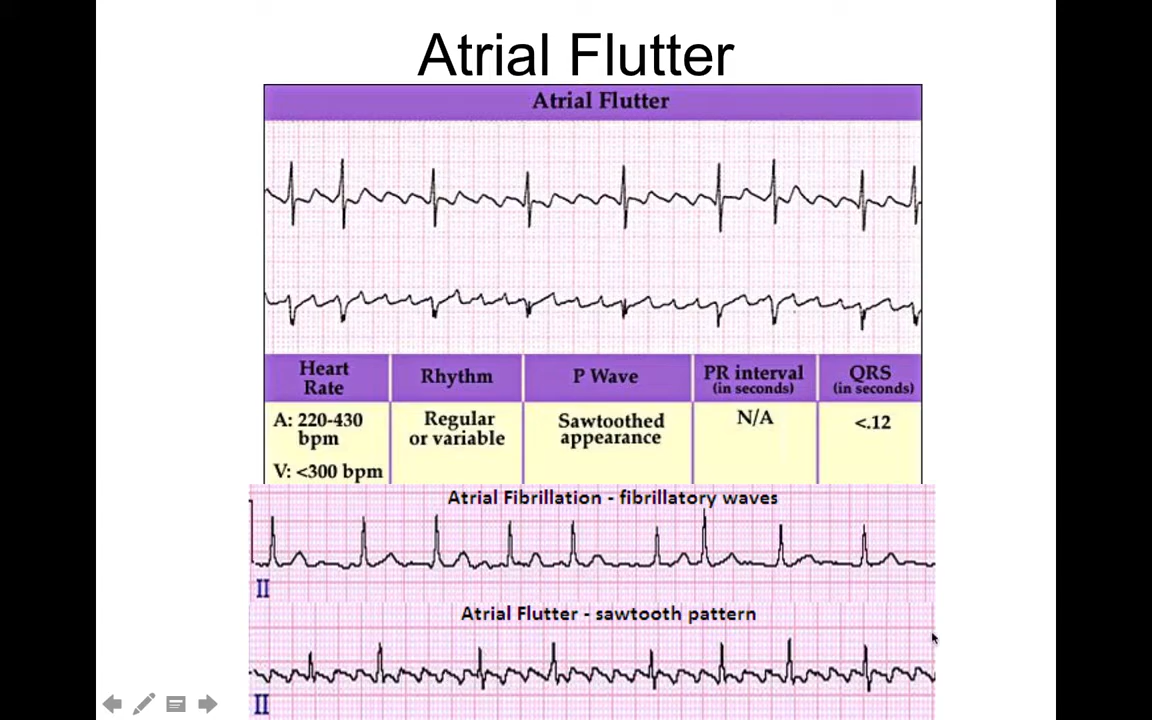 Atrial Flutter
Atrial Flutter
Heart Rate
Rhythm
P Wave
PR interval (in seconds)
QRS (in seconds)
A: 220-430 bpm
V: <300 bpm
Regular or variable
Sawtoothed appearance
N/A
<.12
Atrial Fibrillation - fibrillatory waves
II
Atrial Flutter - sawtooth pattern
II